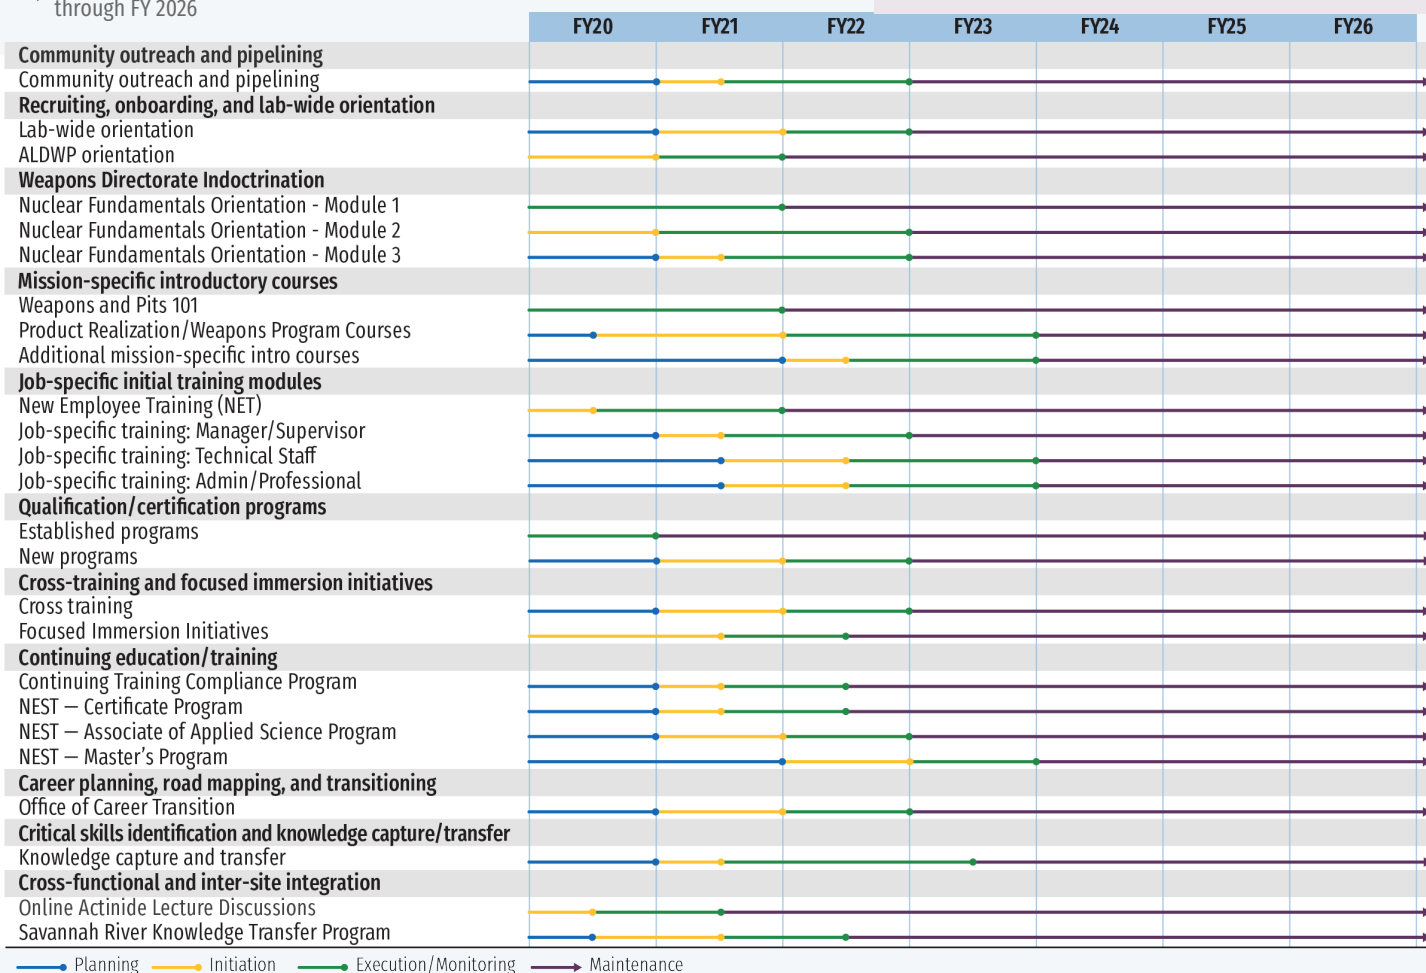 through FY 2026
FY20 FY21 FY22 FY23 FY24 FY25 FY26
Community outreach and pipelining
Community outreach and pipelining
Recruiting, onboarding, and lab-wide orientation
Lab-wide orientation
ALDWP orientation
Weapons Directorate Indoctrination
Nuclear Fundamentals Orientation - Module 1
Nuclear Fundamentals Orientation - Module 2
Nuclear Fundamentals Orientation - Module 3
Mission-specific introductory courses
Weapons and Pits 101
Product Realization/Weapons Program Courses
Additional mission-specific intro courses
Job-specific initial training modules
New Employee Training (NET)
Job-specific training: Manager/Supervisor
Job-specific training: Technical Staff
Job-specific training: Admin/Professional
Qualification/certification programs
Established programs
New programs
Cross-training and focused immersion initiatives
Cross training
Focused Immersion Initiatives
Continuing education/training
Continuing Training Compliance Program
NEST — Certificate Program
NEST — Associate of Applied Science Program
NEST — Master's Program
Career planning, road mapping, and transitioning
Office of Career Transition
Critical skills identification and knowledge capture/transfer
Knowledge capture and transfer
Cross-functional and inter-site integration
Online Actinide Lecture Discussions
Savannah River Knowledge Transfer Program
Planning Initiation Execution/Monitoring Maintenance